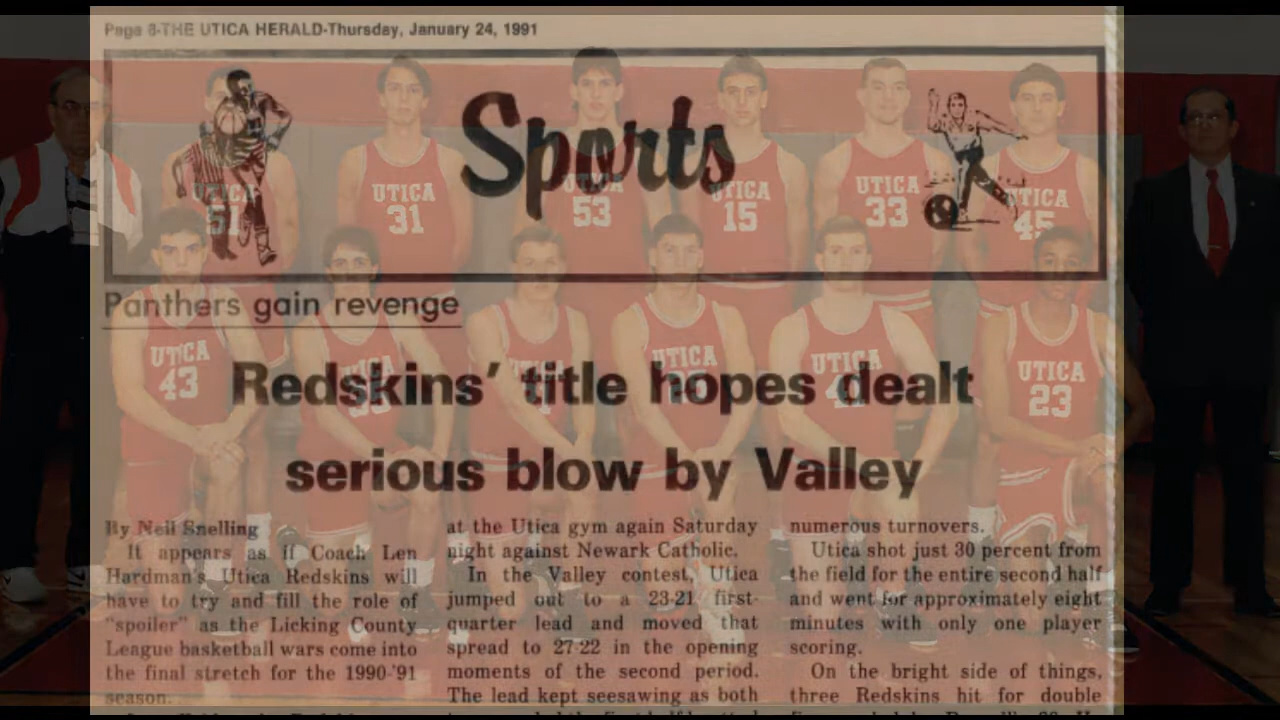 Page 8-THE UTICA HERALD-Thursday, January 24, 1991
Sports
UTICA 51
UTICA 31
UTICA 53
UTICA 15
UTICA 33
UTICA 45
Panthers gain revenge
UTICA 43
UTICA
UTICA
UTICA
UTICA 23
Redskins' title hopes dealt
serious blow by Valley
By Neil Snelling
It appears as if Coach Len
Hardman's Utica Redskins will
have to try and fill the role of
"spoiler" as the Licking County
League basketball wars come into
the final stretch for the 1990-'91
season.
at the Utica gym again Saturday
night against Newark Catholic.
In the Valley contest, Utica
jumped out to a 23-21 first-
quarter lead and moved that
spread to 27-22 in the opening
moments of the second period.
The lead kept seesawing as both
numerous turnovers.
Utica shot just 30 percent from
the field for the entire second half
and went for approximately eight
minutes with only one player
scoring.
On the bright side of things,
three Redskins hit for double